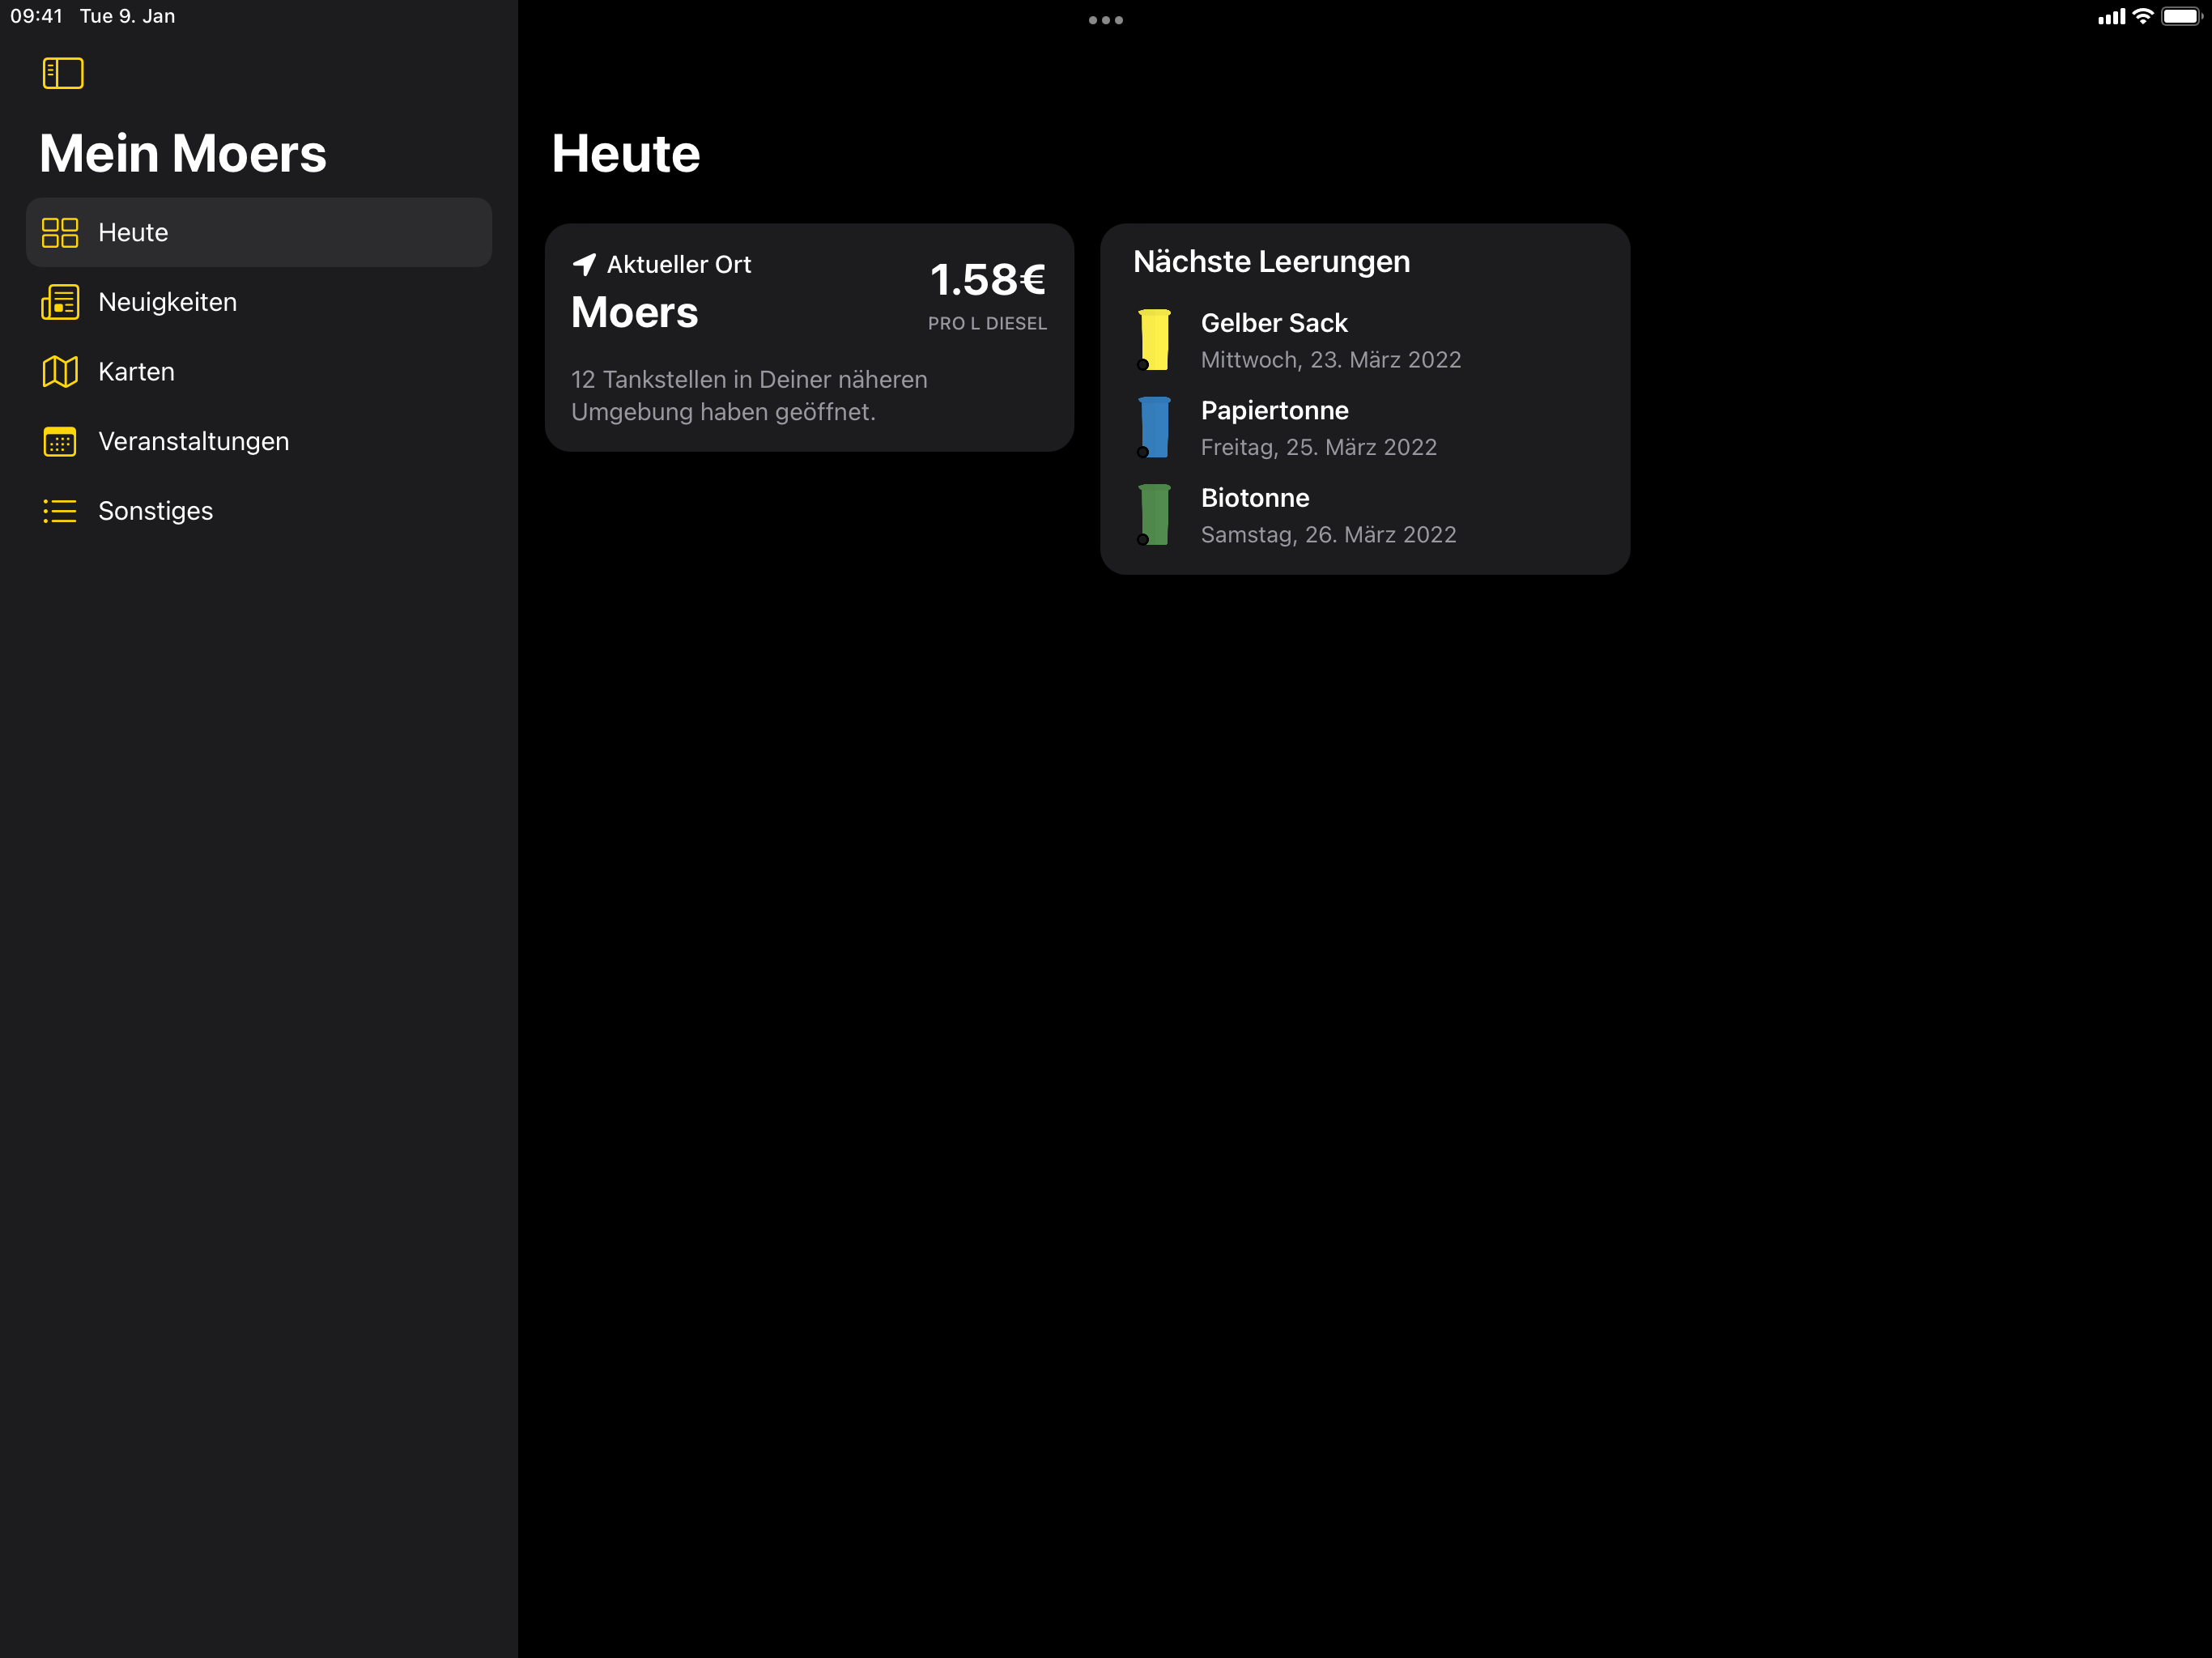 09:41 Tue 9. Jan
Mein Moers
Heute
Neuigkeiten
Karten
Veranstaltungen
Sonstiges
Heute
Aktueller Ort
Moers
1.58€
PRO L DIESEL
12 Tankstellen in Deiner näheren
Umgebung haben geöffnet.
Nächste Leerungen
Gelber Sack
Mittwoch, 23. März 2022
Papiertonne
Freitag, 25. März 2022
Biotonne
Samstag, 26. März 2022